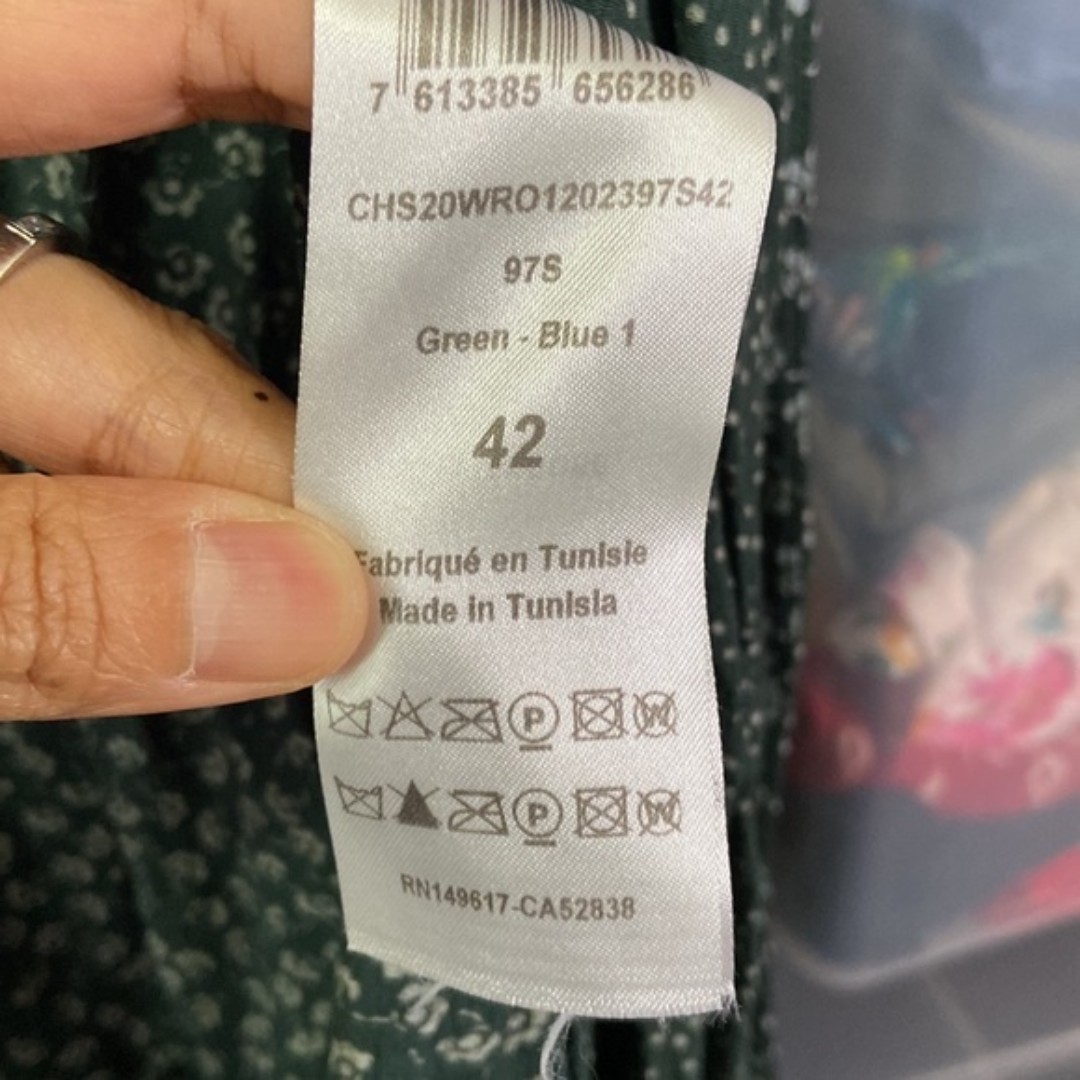 7 613385 656286
CHS20WRO1202397S42
97S
Green - Blue 1
42
Fabriqué en Tunisie
Made in Tunisia
P W
P W
RN149617-CA52838